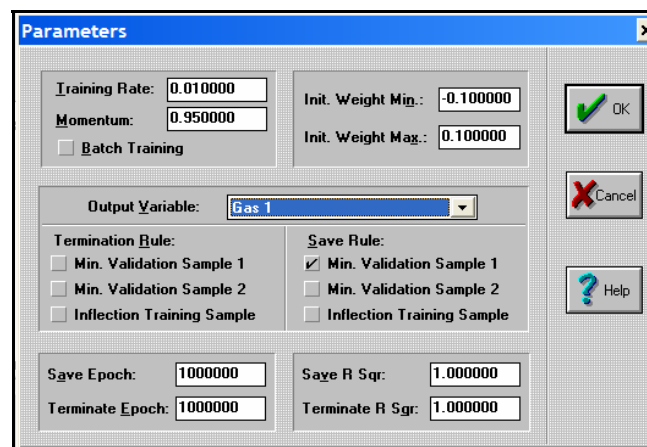 Parameters
Training Rate: 0.010000
Momentum: 0.950000
Batch Training
Init. Weight Min.: -0.100000
Init. Weight Max.: 0.100000
OK
Cancel
Help
Output Variable: Gas 1
Termination Rule:
Min. Validation Sample 1
Min. Validation Sample 2
Inflection Training Sample
Save Rule:
Min. Validation Sample 1
Min. Validation Sample 2
Inflection Training Sample
Save Epoch: 1000000
Terminate Epoch: 1000000
Save R Sqr: 1.000000
Terminate R Sqr: 1.000000